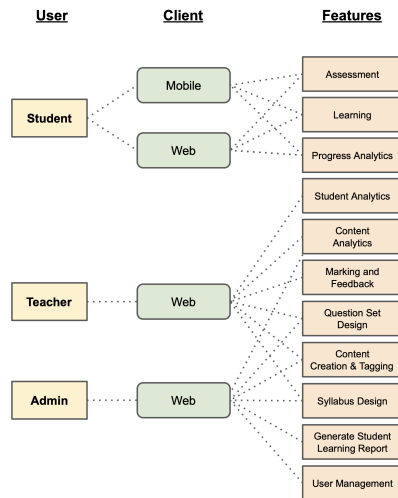 User
Client
Features
Student
Mobile
Web
Assessment
Learning
Progress Analytics
Student Analytics
Content
Analytics
Teacher
Web
Marking and
Feedback
Question Set
Design
Content
Creation & Tagging
Admin
Web
Syllabus Design
Generate Student
Learning Report
User Management